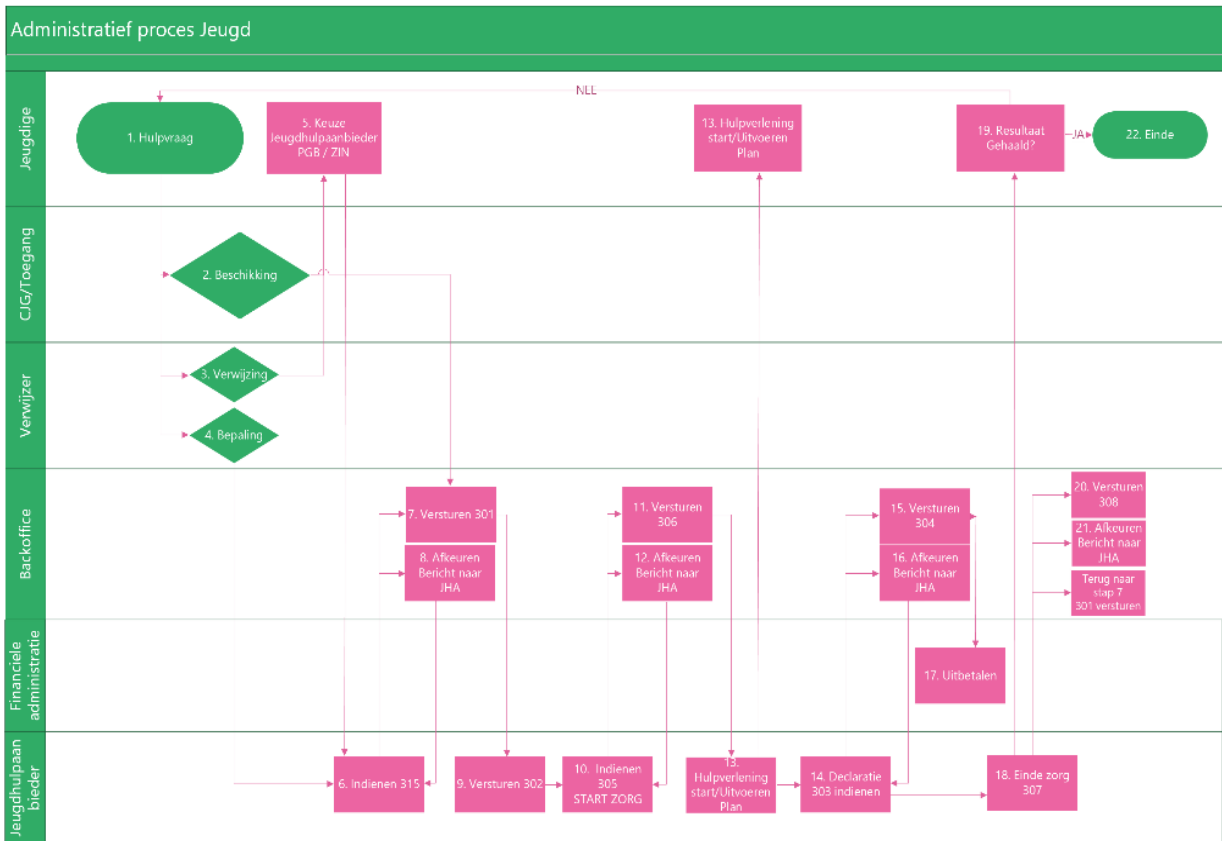 Administratief proces Jeugd
Jeugdige
NEE
1. Hulpvraag
5. Keuze
Jeugdhulpaanbieder
PGB / ZIN
13. Hulpverlening
start/Uitvoeren
Plan
19. Resultaat
Gehaald?
JA
22. Einde
CJG/Toegang
2. Beschikking
Verwijzer
3. Verwijzing
4. Bepaling
Backoffice
7. Versturen 301
8. Afkeuren
Bericht naar
JHA
11. Versturen
306
12. Afkeuren
Bericht naar
JHA
15. Versturen
304
16. Afkeuren
Bericht naar
JHA
20. Versturen
308
21. Afkeuren
Bericht naar
JHA
Terug naar
stap 7
301 versturen
Financiele
administratie
17. Uitbetalen
Jeugdhulpaan
bieder
6. Indienen 315
9. Versturen 302
10. Indienen
305
START ZORG
13.
Hulpverlening
start/Uitvoeren
Plan
14. Declaratie
303 indienen
18. Einde zorg
307